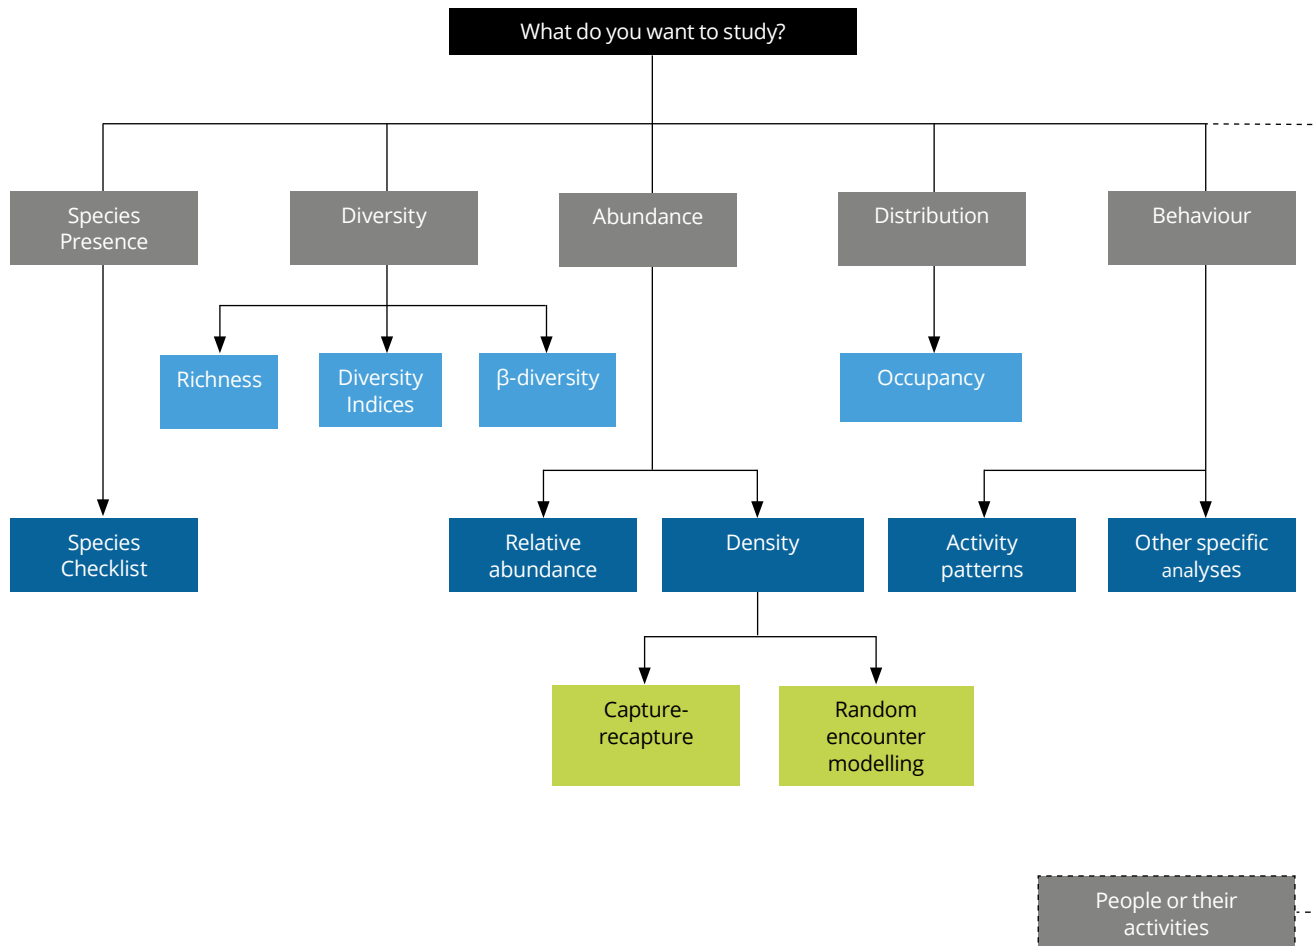 What do you want to study?
Species
Presence
Diversity
Abundance
Distribution
Behaviour
Richness
Diversity
Indices
β-diversity
Occupancy
Species
Checklist
Relative
abundance
Density
Activity
patterns
Other specific
analyses
Capture-
recapture
Random
encounter
modelling
People or their
activities